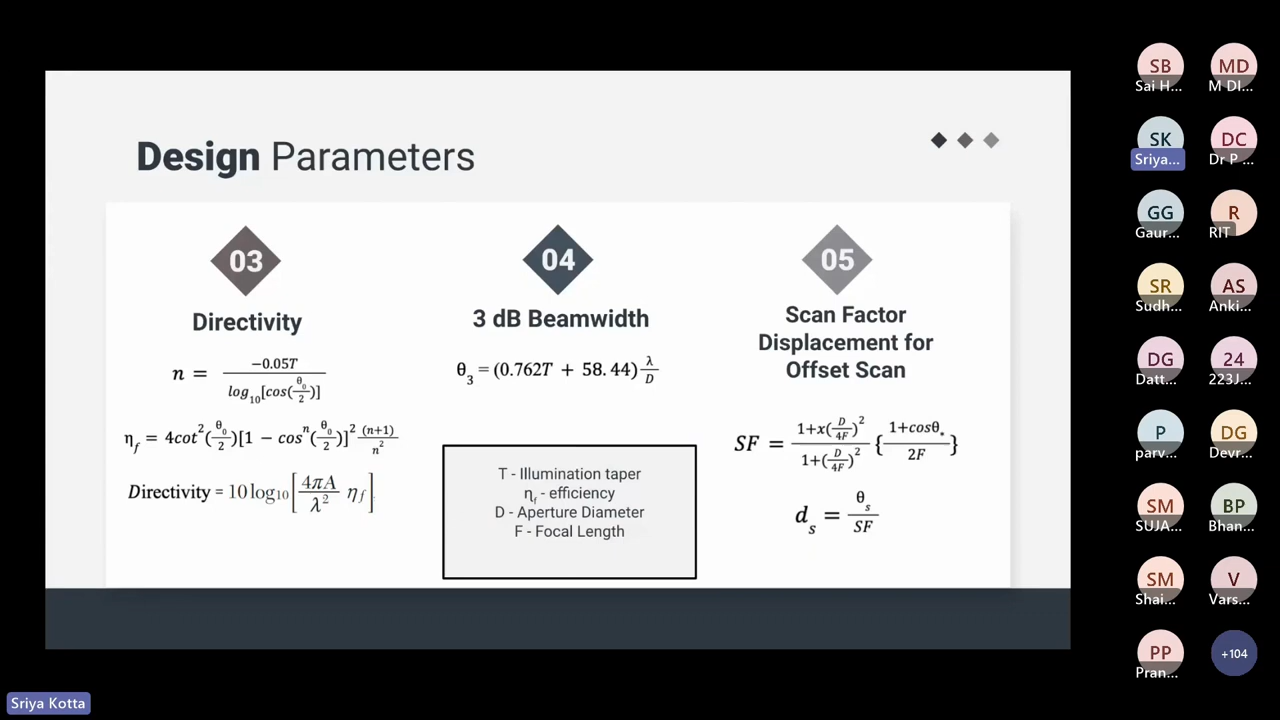 Design Parameters
03
Directivity
n = -0.05T / log₁₀[cos(θ₀/2)]
η_f = 4cot²(θ₀/2)[1 − cosⁿ(θ₀/2)]² (n+1)/n²
Directivity = 10 log₁₀[4πA/λ² η_f]
04
3 dB Beamwidth
θ₃ = (0.762T + 58.44) λ/D
T - Illumination taper
η_f - efficiency
D - Aperture Diameter
F - Focal Length
05
Scan Factor
Displacement for
Offset Scan
SF = 1+x(D/4F)² / 1+(D/4F)² {1+cosθ* / 2F}
d_s = θ_s / SF
SB MD
Sai H... M DI...
SK DC
Sriya... Dr P ...
GG R
Gaur... RIT
SR AS
Sudh... Anki...
DG 24
Datt... 223J...
P DG
parv... Devr...
SM BP
SUJA... Bhan...
SM V
Shai... Vars...
PP +104
Pran...
Sriya Kotta